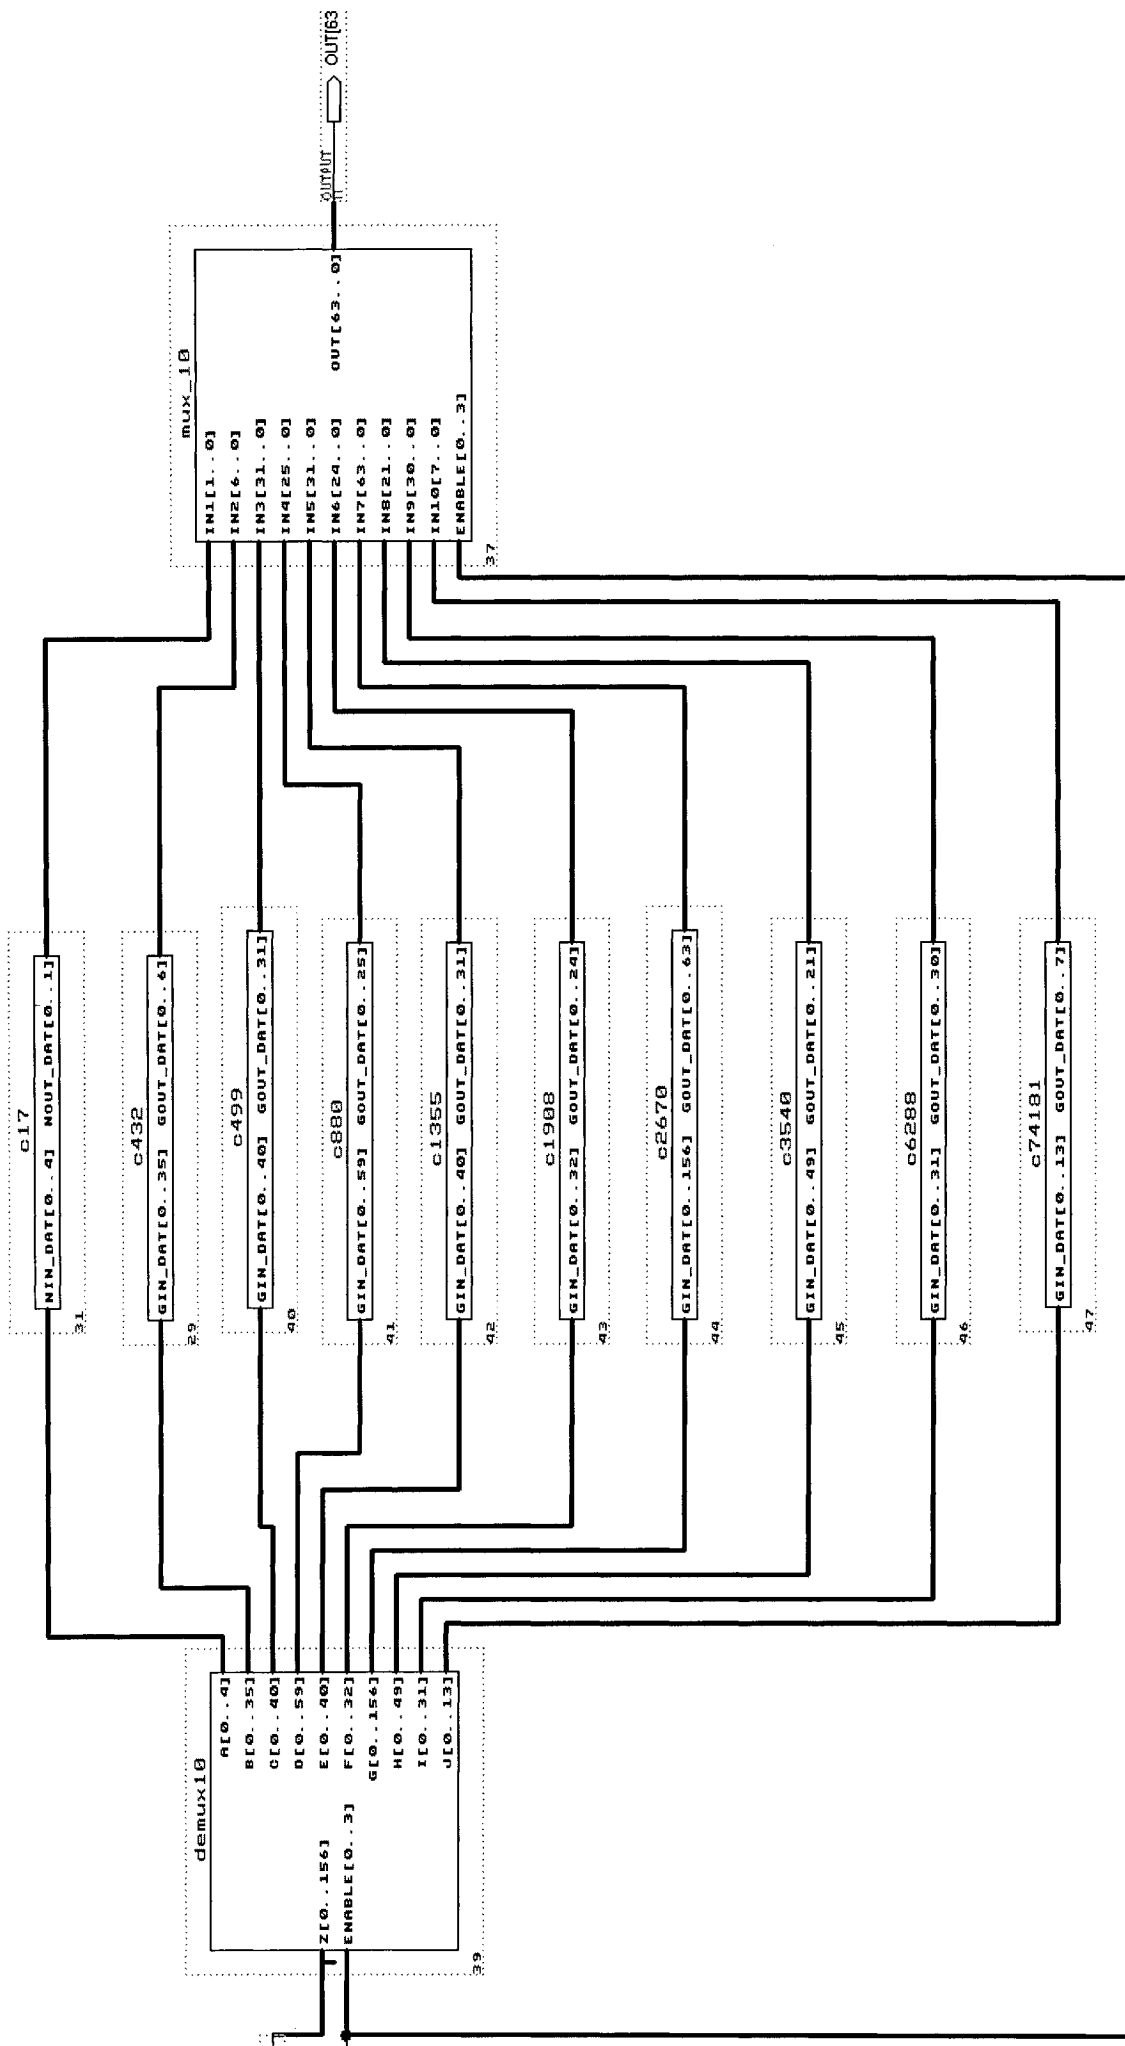 demux10
Z[0..156]
ENABLE[0..3]
A[0..4]
B[0..35]
C[0..40]
D[0..59]
E[0..40]
F[0..32]
G[0..156]
H[0..49]
I[0..31]
J[0..13]
39
c17
NIN_DAT[0..4] NOUT_DAT[0..1]
31
c432
GIN_DAT[0..35] GOUT_DAT[0..6]
29
c499
GIN_DAT[0..40] GOUT_DAT[0..31]
40
c880
GIN_DAT[0..59] GOUT_DAT[0..25]
41
c1355
GIN_DAT[0..40] GOUT_DAT[0..31]
42
c1908
GIN_DAT[0..32] GOUT_DAT[0..24]
43
c2670
GIN_DAT[0..156] GOUT_DAT[0..63]
44
c3540
GIN_DAT[0..49] GOUT_DAT[0..21]
45
c6288
GIN_DAT[0..31] GOUT_DAT[0..30]
46
c74181
GIN_DAT[0..13] GOUT_DAT[0..7]
47
mux_10
IN1[1..0]
IN2[6..0]
IN3[31..0]
IN4[25..0]
IN5[31..0]
IN6[24..0]
IN7[63..0]
IN8[21..0]
IN9[30..0]
IN10[7..0]
ENABLE[0..3]
OUT[63..0]
37
OUTPUT
OUT[63